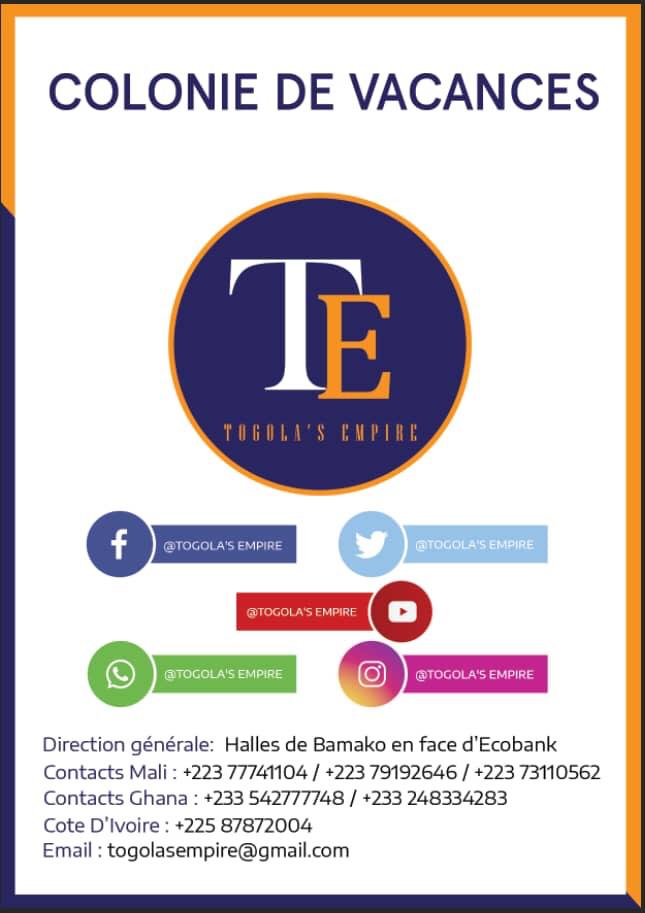 COLONIE DE VACANCES
TE
TOGOLA'S EMPIRE
@TOGOLA'S EMPIRE
@TOGOLA'S EMPIRE
@TOGOLA'S EMPIRE
@TOGOLA'S EMPIRE
@TOGOLA'S EMPIRE
Direction générale: Halles de Bamako en face d'Ecobank
Contacts Mali : +223 77741104 / +223 79192646 / +223 73110562
Contacts Ghana : +233 542777748 / +233 248334283
Cote D'Ivoire : +225 87872004
Email : togolasempire@gmail.com